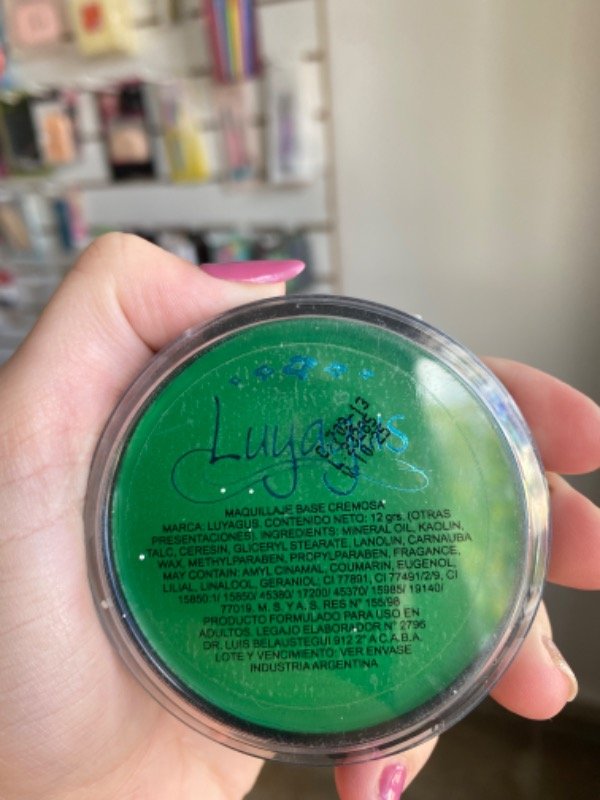 Luyagus
MAQUILLAJE BASE CREMOSA
MARCA: LUYAGUS. CONTENIDO NETO: 12 grs. (OTRAS
PRESENTACIONES). INGREDIENTS: MINERAL OIL, KAOLIN,
TALC, CERESIN, GLICERYL STEARATE, LANOLIN, CARNAUBA
WAX, METHYLPARABEN, PROPYLPARABEN, FRAGANCE,
MAY CONTAIN: AMYL CINAMAL, COUMARIN, EUGENOL,
LILIAL, LINALOOL, GERANIOL, CI 77891, CI 77491/2/9, CI
15850:1/ 15850/ 45380/ 17200/ 45370/ 15985/ 19140/
77019. M. S. Y A. S. RES N° 155/98
PRODUCTO FORMULADO PARA USO EN
ADULTOS. LEGAJO ELABORADOR N° 2796
DR. LUIS BELAUSTEGUI 912 2° A C.A.B.A.
LOTE Y VENCIMIENTO: VER ENVASE
INDUSTRIA ARGENTINA